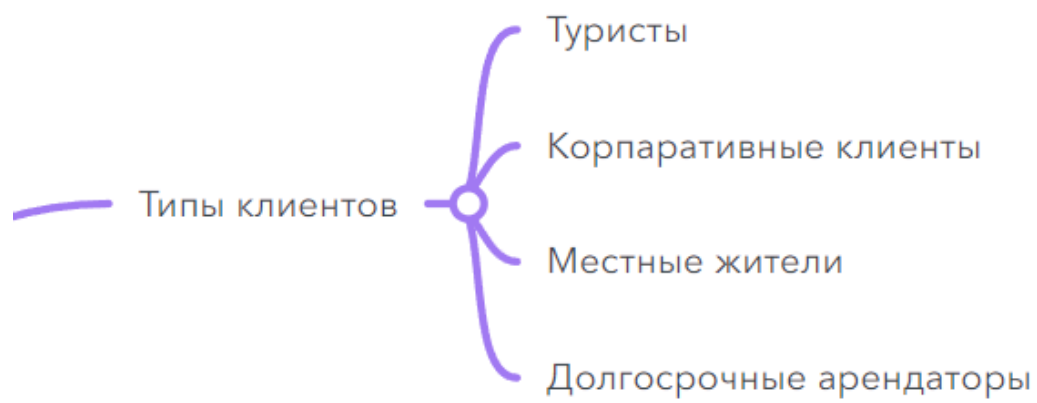 Туристы
Корпаративные клиенты
Типы клиентов
Местные жители
Долгосрочные арендаторы